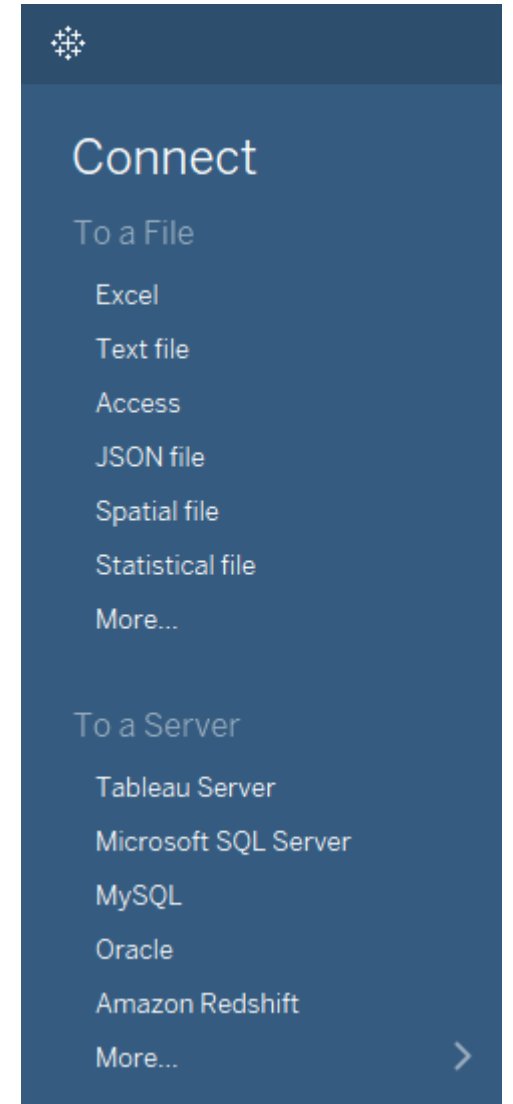 Connect
To a File
Excel
Text file
Access
JSON file
Spatial file
Statistical file
More...
To a Server
Tableau Server
Microsoft SQL Server
MySQL
Oracle
Amazon Redshift
More...